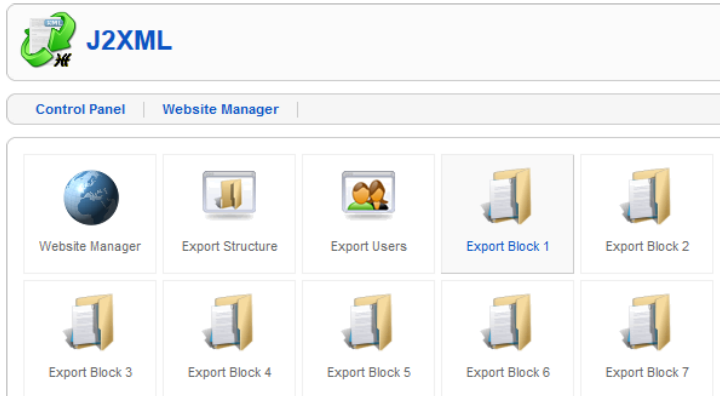 XML
J2XML
Control Panel
Website Manager
Website Manager
Export Structure
Export Users
Export Block 1
Export Block 2
Export Block 3
Export Block 4
Export Block 5
Export Block 6
Export Block 7